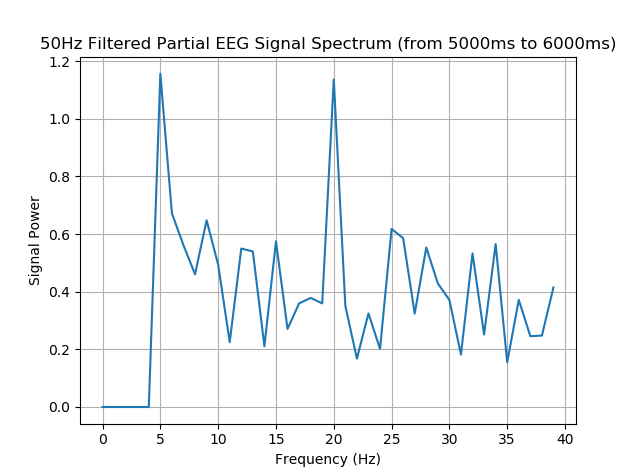 50Hz Filtered Partial EEG Signal Spectrum (from 5000ms to 6000ms)
1.2
1.0
0.8
0.6
0.4
0.2
0.0
Signal Power
0 5 10 15 20 25 30 35 40
Frequency (Hz)